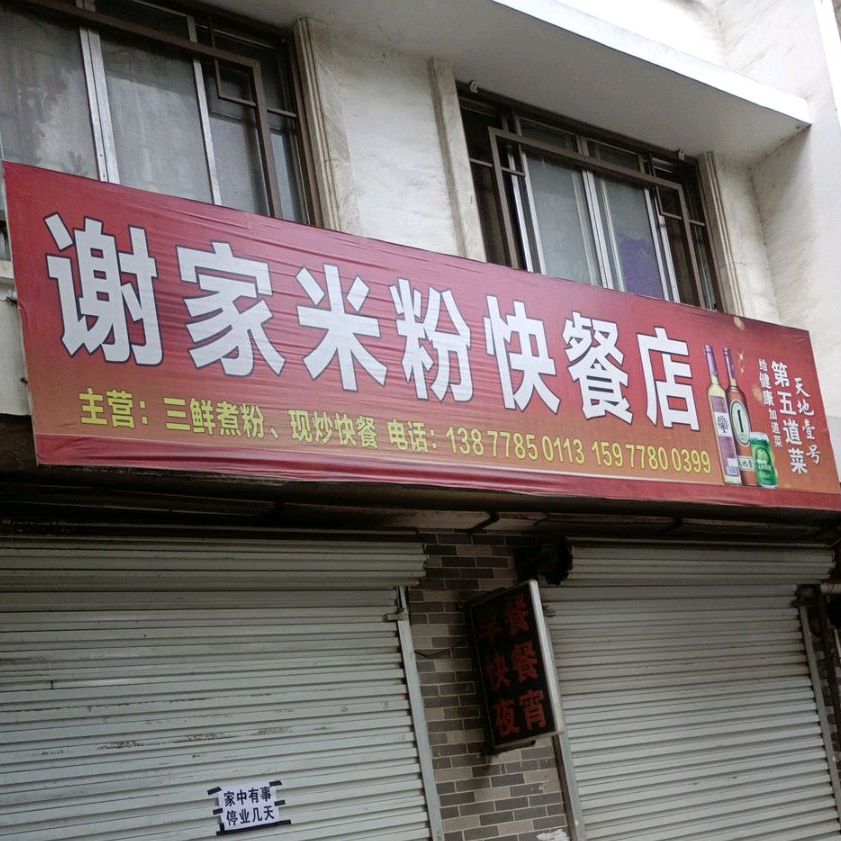 谢家米粉快餐店
主营：三鲜煮粉、现炒快餐 电话：138 7785 0113 159 7780 0399
天地壹号
第五道菜
给健康加道菜
早餐
快餐
夜宵
家中有事
停业几天